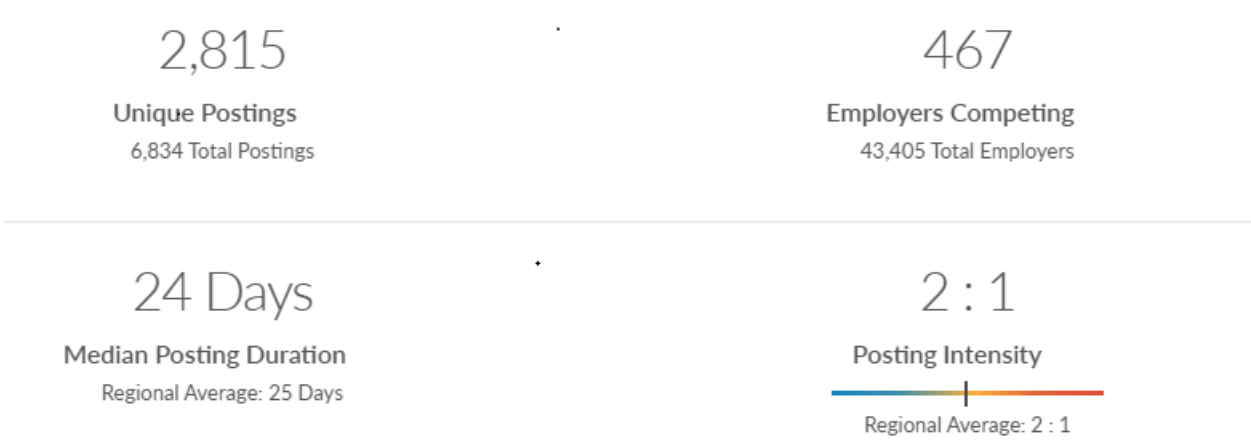 2,815
Unique Postings
6,834 Total Postings
467
Employers Competing
43,405 Total Employers
24 Days
Median Posting Duration
Regional Average: 25 Days
2 : 1
Posting Intensity
Regional Average: 2 : 1